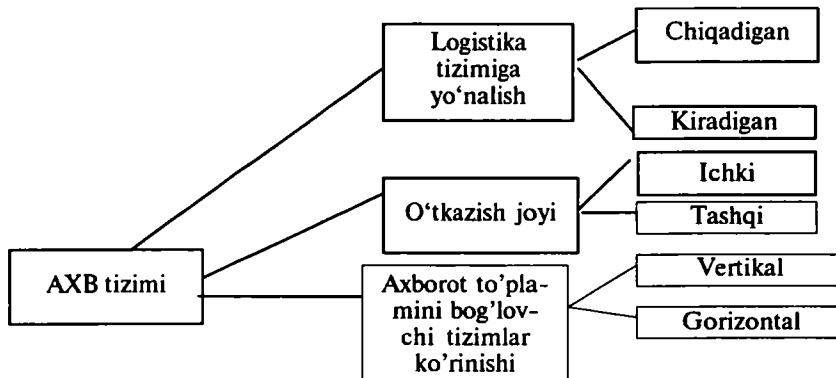 Logistika
tizimiga
yo‘nalish
Chiqadigan
Kiradigan
O‘tkazish joyi
Ichki
Tashqi
AXB tizimi
Axborot to’pla-
mini bog’lov-
chi tizimlar
ko’rinishi
Vertikal
Gorizontal